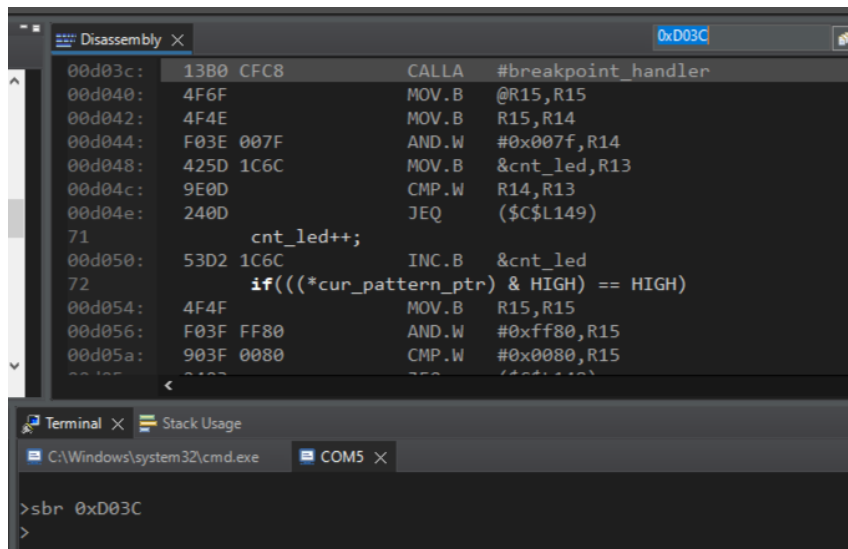 Disassembly
0xD03C
00d03c: 13B0 CFC8 CALLA #breakpoint_handler
00d040: 4F6F MOV.B @R15,R15
00d042: 4F4E MOV.B R15,R14
00d044: F03E 007F AND.W #0x007f,R14
00d048: 425D 1C6C MOV.B &cnt_led,R13
00d04c: 9E0D CMP.W R14,R13
00d04e: 240D JEQ ($C$L149)
71 cnt_led++;
00d050: 53D2 1C6C INC.B &cnt_led
72 if(((*cur_pattern_ptr) & HIGH) == HIGH)
00d054: 4F4F MOV.B R15,R15
00d056: F03F FF80 AND.W #0xff80,R15
00d05a: 903F 0080 CMP.W #0x0080,R15
Terminal Stack Usage
C:\Windows\system32\cmd.exe COM5
>sbr 0xD03C
>